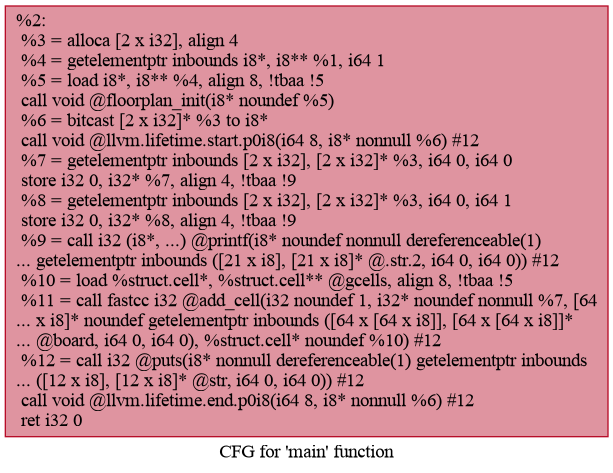 %2:
%3 = alloca [2 x i32], align 4
%4 = getelementptr inbounds i8*, i8** %1, i64 1
%5 = load i8*, i8** %4, align 8, !tbaa !5
call void @floorplan_init(i8* noundef %5)
%6 = bitcast [2 x i32]* %3 to i8*
call void @llvm.lifetime.start.p0i8(i64 8, i8* nonnull %6) #12
%7 = getelementptr inbounds [2 x i32], [2 x i32]* %3, i64 0, i64 0
store i32 0, i32* %7, align 4, !tbaa !9
%8 = getelementptr inbounds [2 x i32], [2 x i32]* %3, i64 0, i64 1
store i32 0, i32* %8, align 4, !tbaa !9
%9 = call i32 (i8*, ...) @printf(i8* noundef nonnull dereferenceable(1)
... getelementptr inbounds ([21 x i8], [21 x i8]* @.str.2, i64 0, i64 0)) #12
%10 = load %struct.cell*, %struct.cell** @gcells, align 8, !tbaa !5
%11 = call fastcc i32 @add_cell(i32 noundef 1, i32* noundef nonnull %7, [64
... x i8]* noundef getelementptr inbounds ([64 x [64 x i8]], [64 x [64 x i8]]*
... @board, i64 0, i64 0), %struct.cell* noundef %10) #12
%12 = call i32 @puts(i8* nonnull dereferenceable(1) getelementptr inbounds
... ([12 x i8], [12 x i8]* @str, i64 0, i64 0)) #12
call void @llvm.lifetime.end.p0i8(i64 8, i8* nonnull %6) #12
ret i32 0
CFG for 'main' function